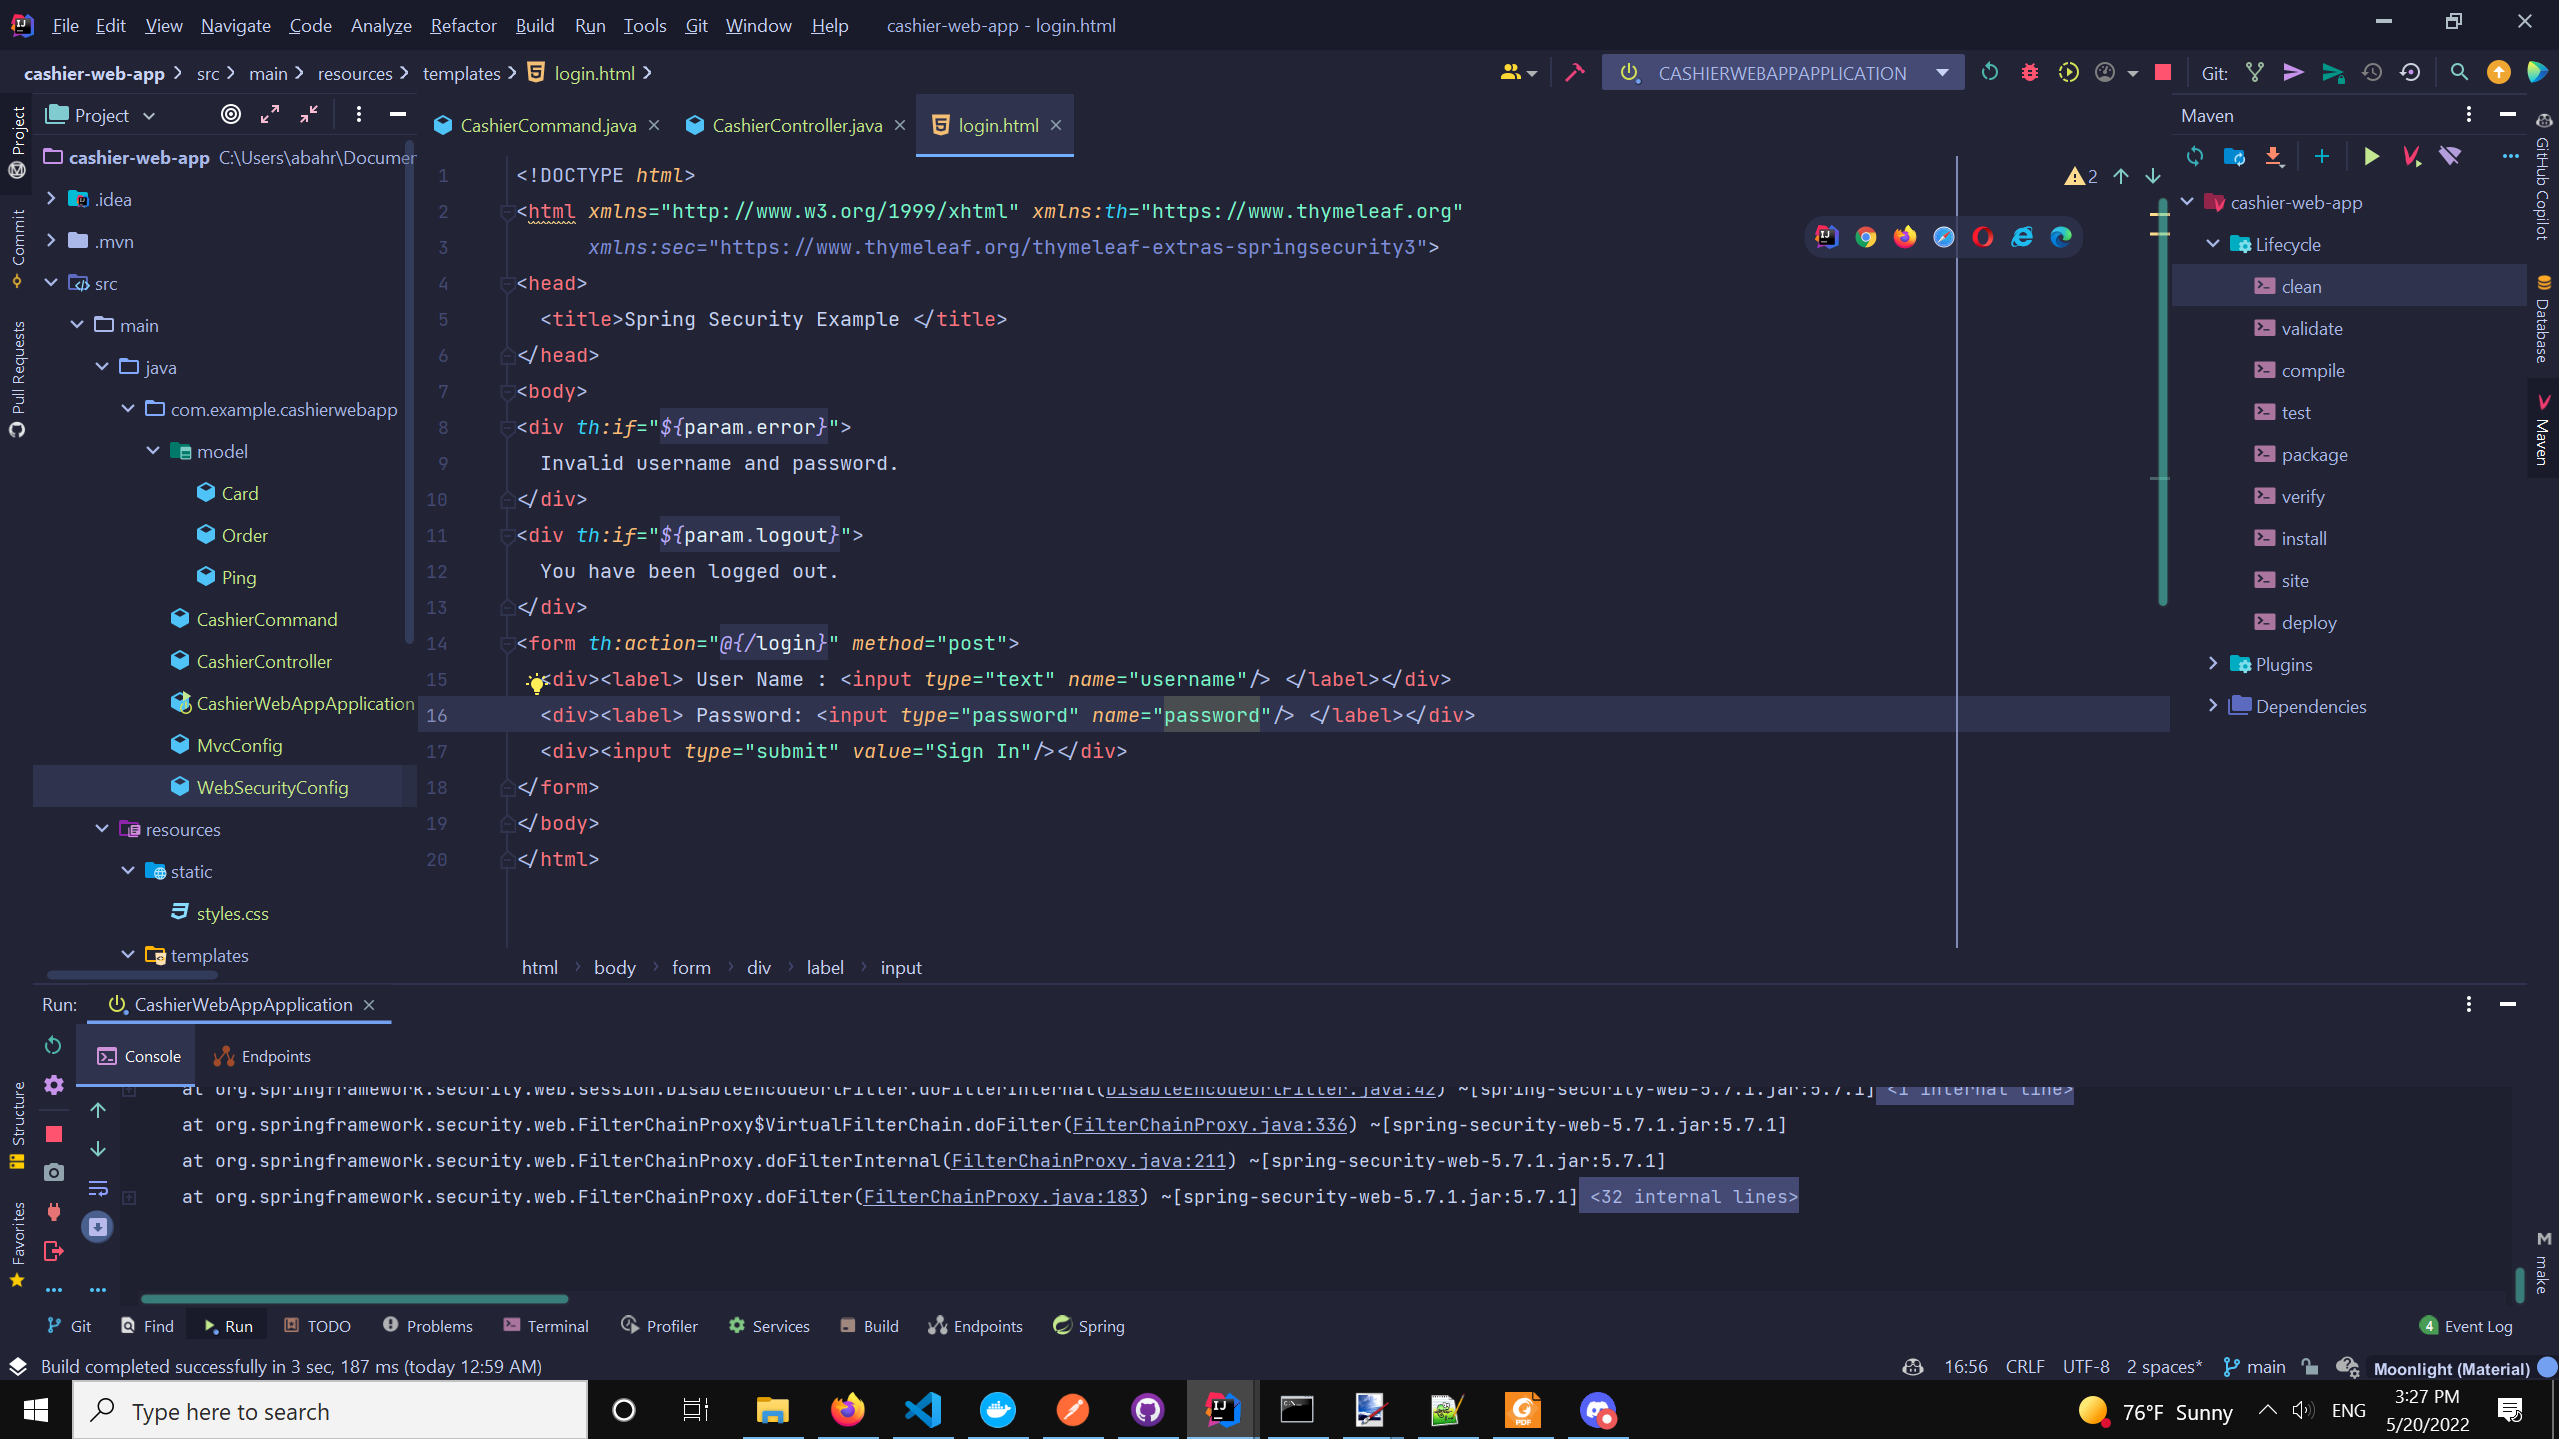 File Edit View Navigate Code Analyze Refactor Build Run Tools Git Window Help cashier-web-app - login.html
cashier-web-app src main resources templates login.html
CASHIERWEBAPPAPPLICATION
Git:
Project
CashierCommand.java
CashierController.java
login.html
Maven
cashier-web-app C:\Users\abahr\Documer
.idea
.mvn
src
main
java
com.example.cashierwebapp
model
Card
Order
Ping
CashierCommand
CashierController
CashierWebAppApplication
MvcConfig
WebSecurityConfig
resources
static
styles.css
templates
Project
Commit
Pull Requests
Structure
Favorites
1 <!DOCTYPE html>
2 <html xmlns="http://www.w3.org/1999/xhtml" xmlns:th="https://www.thymeleaf.org"
3 xmlns:sec="https://www.thymeleaf.org/thymeleaf-extras-springsecurity3">
4 <head>
5 <title>Spring Security Example </title>
6 </head>
7 <body>
8 <div th:if="${param.error}">
9 Invalid username and password.
10 </div>
11 <div th:if="${param.logout}">
12 You have been logged out.
13 </div>
14 <form th:action="@{/login}" method="post">
15 <div><label> User Name : <input type="text" name="username"/> </label></div>
16 <div><label> Password: <input type="password" name="password"/> </label></div>
17 <div><input type="submit" value="Sign In"/></div>
18 </form>
19 </body>
20 </html>
2
html body form div label input
cashier-web-app
Lifecycle
clean
validate
compile
test
package
verify
install
site
deploy
Plugins
Dependencies
GitHub Copilot
Database
Maven
make
Run: CashierWebAppApplication
Console Endpoints
at org.springframework.security.web.session.DisableEncodeUrlFilter.doFilterInternal(DisableEncodeUrlFilter.java:42) ~[spring-security-web-5.7.1.jar:5.7.1] <1 internal line>
at org.springframework.security.web.FilterChainProxy$VirtualFilterChain.doFilter(FilterChainProxy.java:336) ~[spring-security-web-5.7.1.jar:5.7.1]
at org.springframework.security.web.FilterChainProxy.doFilterInternal(FilterChainProxy.java:211) ~[spring-security-web-5.7.1.jar:5.7.1]
at org.springframework.security.web.FilterChainProxy.doFilter(FilterChainProxy.java:183) ~[spring-security-web-5.7.1.jar:5.7.1] <32 internal lines>
Git Find Run TODO Problems Terminal Profiler Services Build Endpoints Spring 4 Event Log
Build completed successfully in 3 sec, 187 ms (today 12:59 AM) 16:56 CRLF UTF-8 2 spaces* main Moonlight (Material)
Type here to search
76°F Sunny
ENG
3:27 PM
5/20/2022